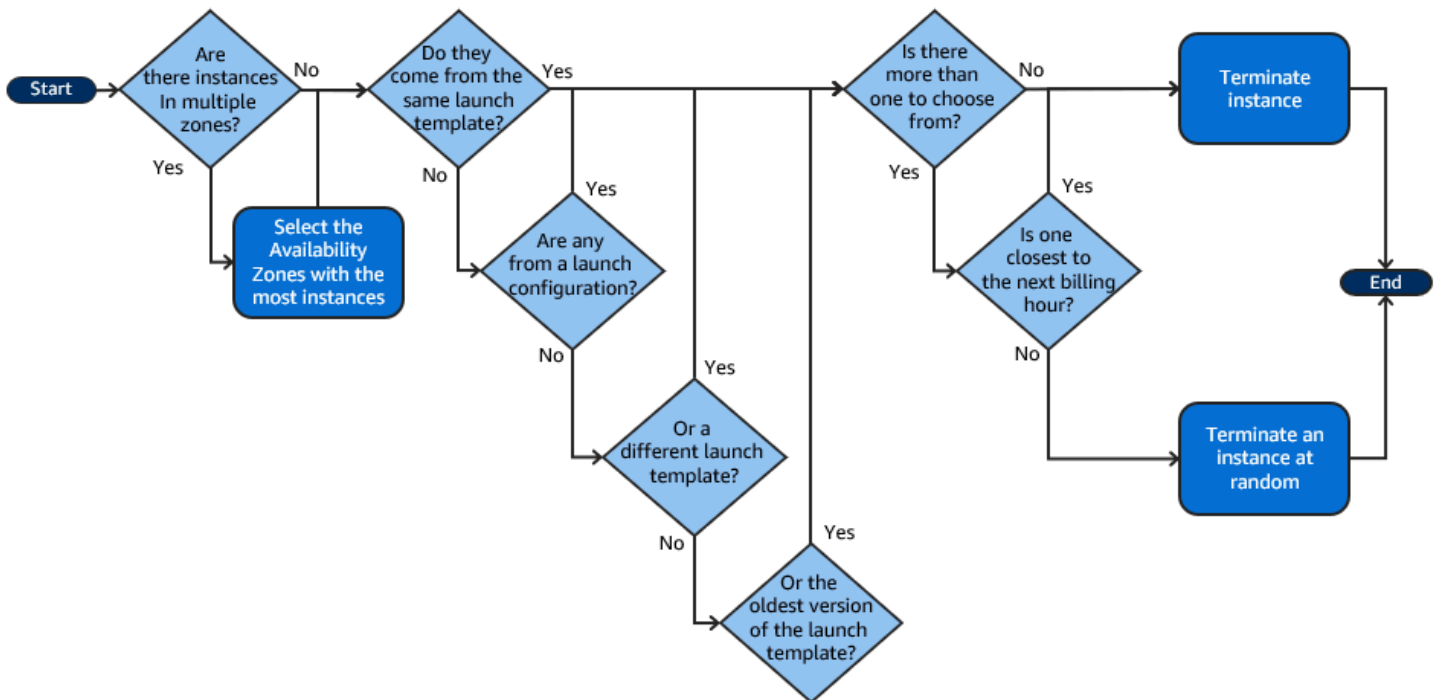 Start
Are
there instances
In multiple
zones?
No
Yes
Select the
Availability
Zones with the
most instances
Do they
come from the
same launch
template?
Yes
No
Are any
from a launch
configuration?
Yes
No
Or a
different launch
template?
Yes
No
Or the
oldest version
of the launch
template?
Yes
Is there
more than
one to choose
from?
No
Yes
Is one
closest to
the next billing
hour?
Yes
No
Terminate
instance
Terminate an
instance at
random
End